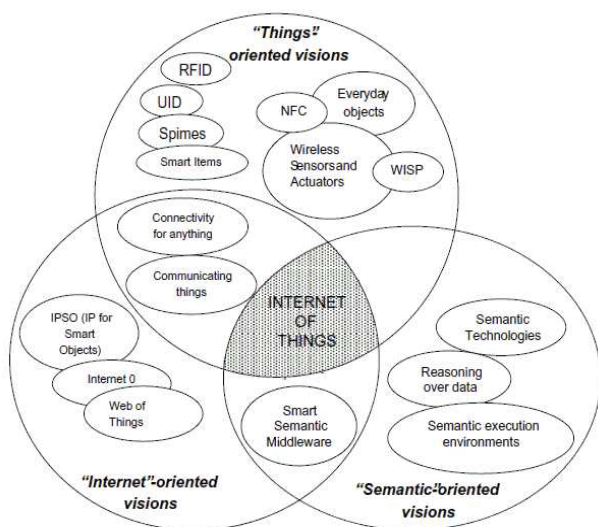 “Things”-
oriented visions
RFID
UID
Spimes
Smart Items
NFC
Everyday
objects
Wireless
Sensors and
Actuators
WISP
Connectivity
for anything
Communicating
things
INTERNET
OF
THINGS
IPSO (IP for
Smart
Objects)
Internet 0
Web of
Things
Semantic
Technologies
Reasoning
over data
Semantic execution
environments
Smart
Semantic
Middleware
“Internet”-oriented
visions
“Semantic”-oriented
visions